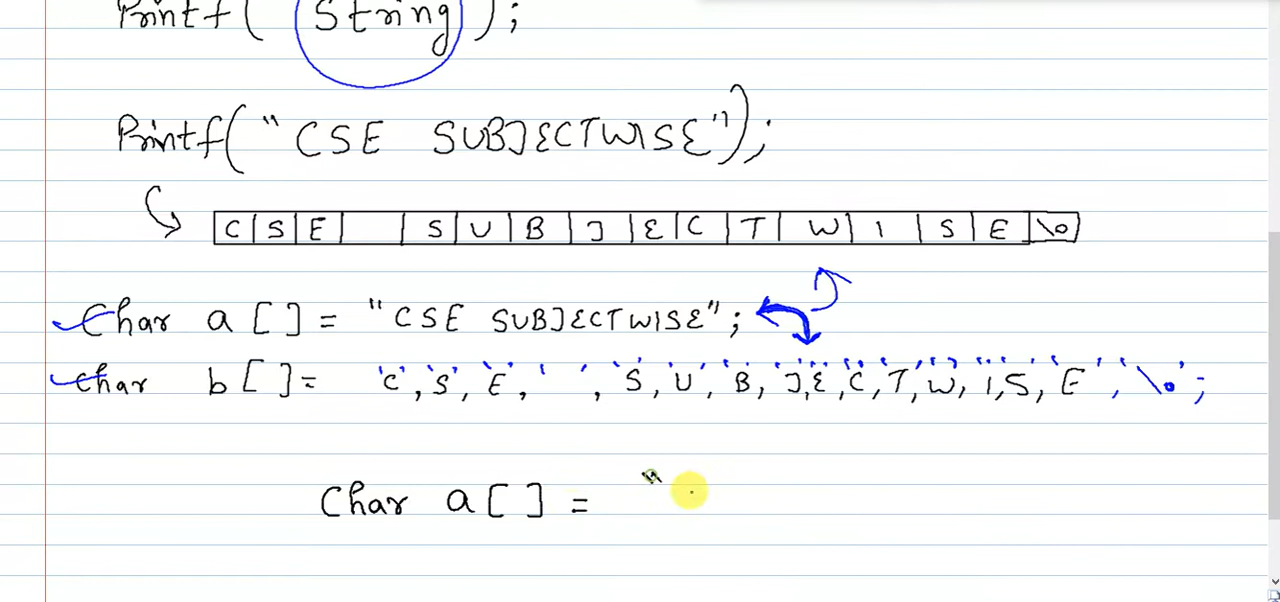 Printf( String );
Printf("CSE SUBJECTWISE");
C S E S U B J E C T W I S E \0
Char a [ ] = "CSE SUBJECTWISE";
Char b [ ] = 'C','S','E',' ','S','U','B','J','E','C','T','W','I','S','E','\0';
Char a [ ] = "